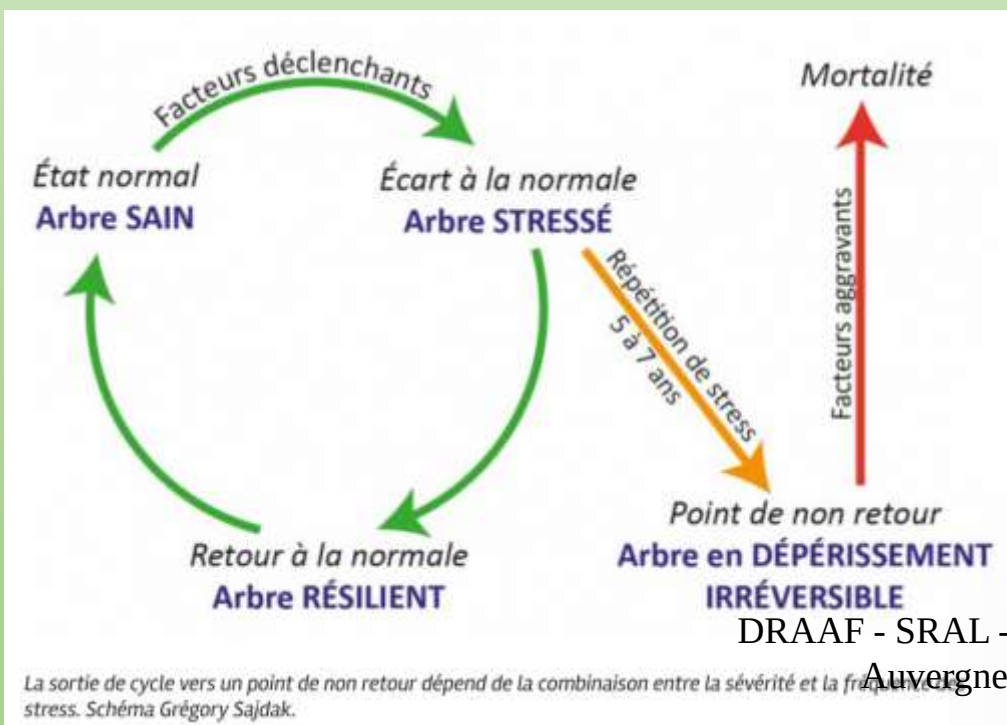 Facteurs déclenchants
Mortalité
État normal
Arbre SAIN
Écart à la normale
Arbre STRESSÉ
Répétition de stress
5 à 7 ans
Facteurs aggravants
Retour à la normale
Arbre RÉSILIENT
Point de non retour
Arbre en DÉPÉRISSEMENT
IRRÉVERSIBLE
DRAAF - SRAL -
Auvergne
La sortie de cycle vers un point de non retour dépend de la combinaison entre la sévérité et la
stress. Schéma Grégory Sajdak.